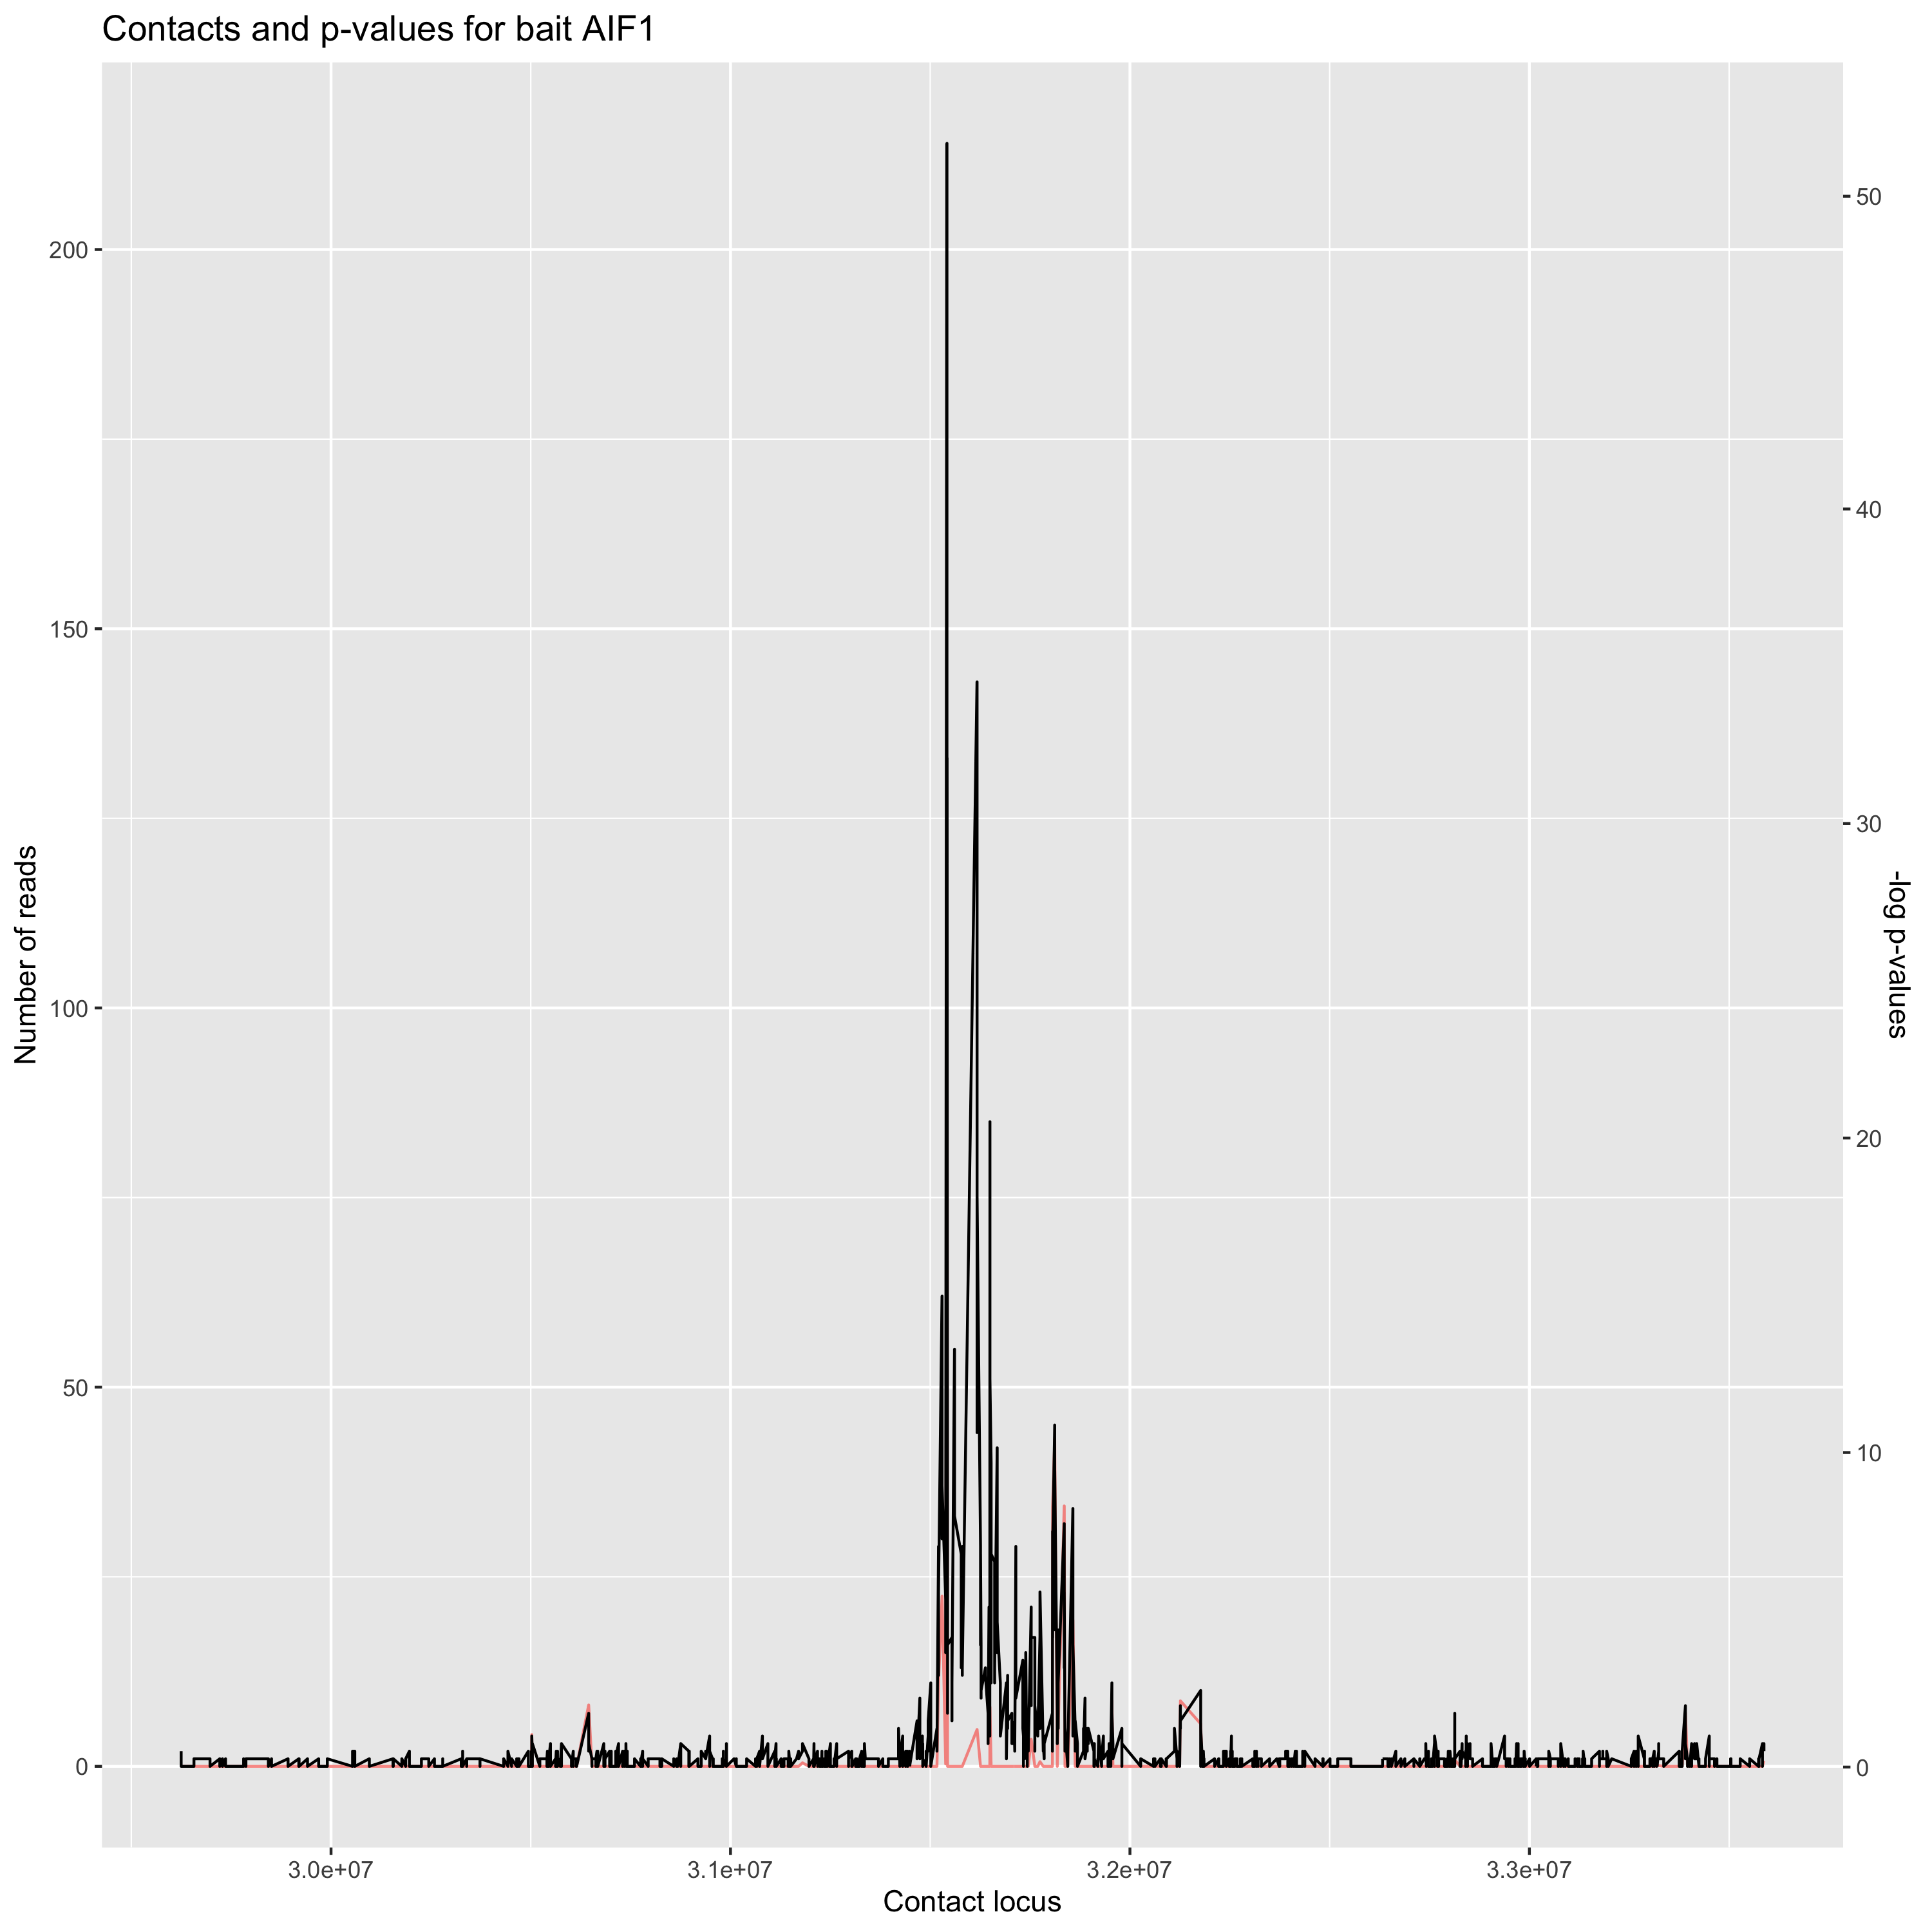 Contacts and p-values for bait AIF1
Number of reads
200
150
100
50
0
50
40
30
20
10
0
-log p-values
3.0e+07 3.1e+07 3.2e+07 3.3e+07
Contact locus